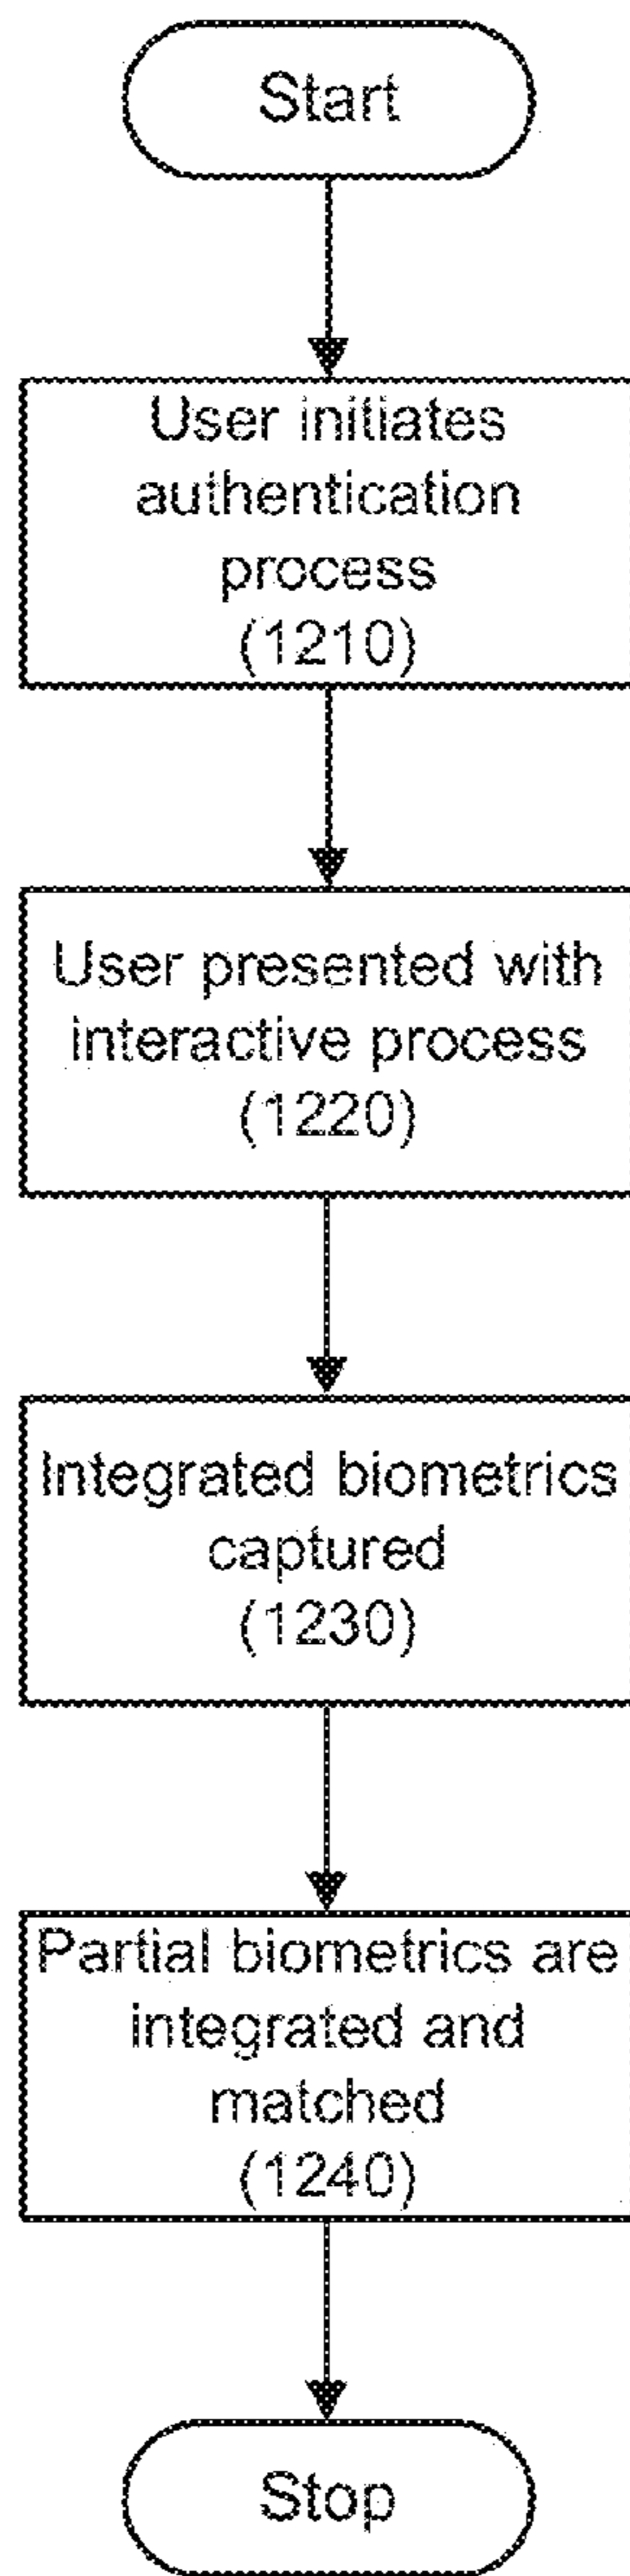 Start
User initiates
authentication
process
(1210)
User presented with
interactive process
(1220)
Integrated biometrics
captured
(1230)
Partial biometrics are
integrated and
matched
(1240)
Stop